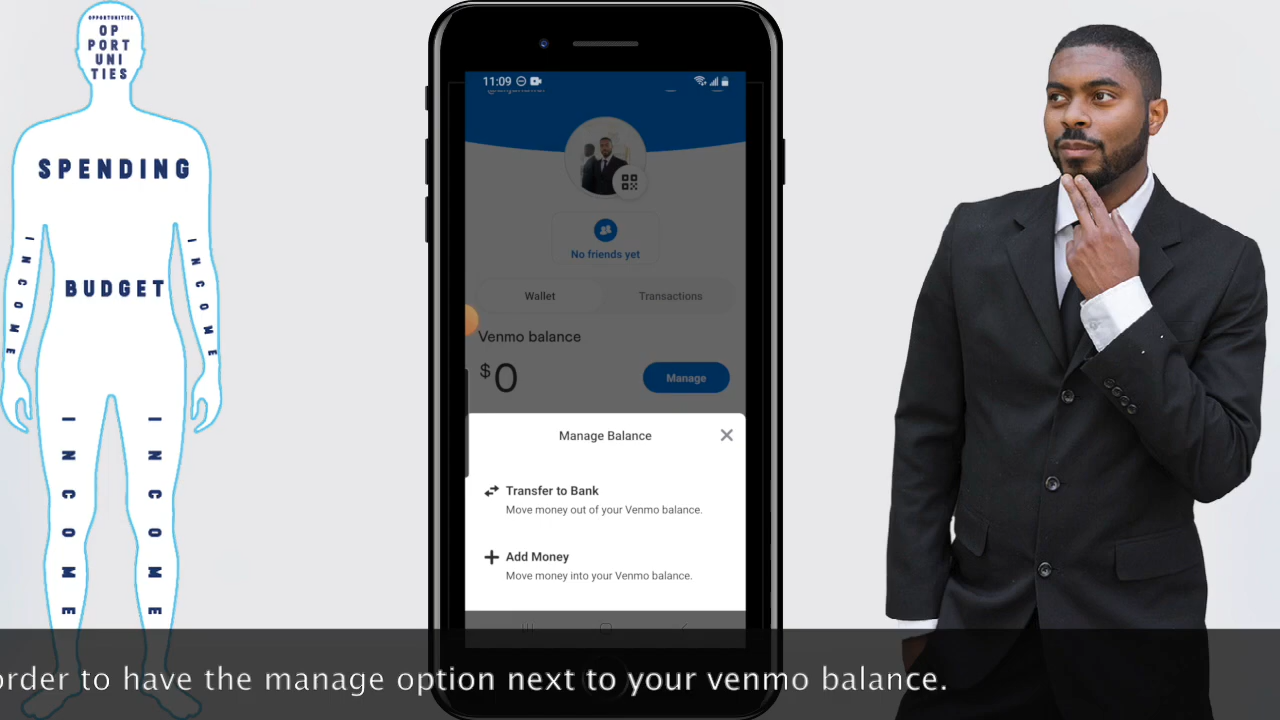 OPPORTUNITIES
OP
PORT
UNI
TIES
SPENDING
BUDGET
INCOME
INCOME
INCOME
INCOME
11:09
No friends yet
Wallet
Transactions
Venmo balance
$0
Manage
Manage Balance
Transfer to Bank
Move money out of your Venmo balance.
Add Money
Move money into your Venmo balance.
order to have the manage option next to your venmo balance.